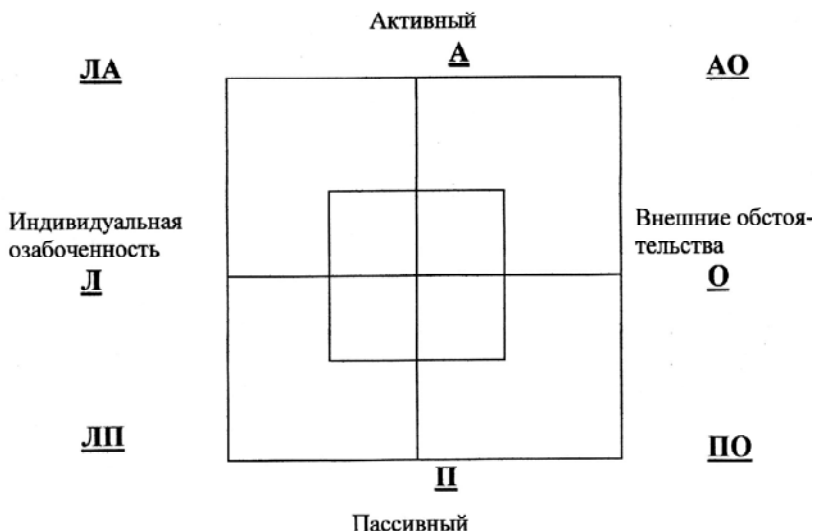 Активный
А
ЛА
АО
Индивидуальная
озабоченность
Внешние обстоя-
тельства
Л
О
ЛП
ПО
П
Пассивный